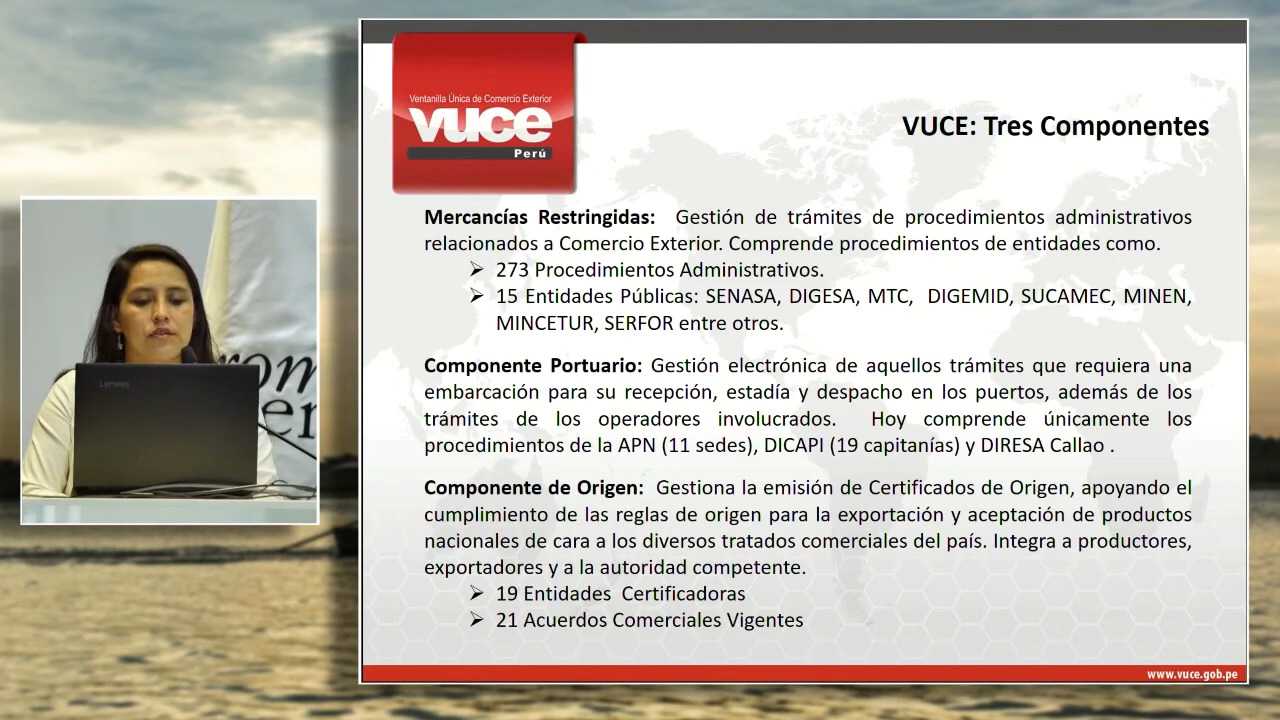 Ventanilla Única de Comercio Exterior
vuce
Perú
VUCE: Tres Componentes
Mercancías Restringidas: Gestión de trámites de procedimientos administrativos
relacionados a Comercio Exterior. Comprende procedimientos de entidades como.
➢ 273 Procedimientos Administrativos.
➢ 15 Entidades Públicas: SENASA, DIGESA, MTC, DIGEMID, SUCAMEC, MINEN,
MINCETUR, SERFOR entre otros.
Componente Portuario: Gestión electrónica de aquellos trámites que requiera una
embarcación para su recepción, estadía y despacho en los puertos, además de los
trámites de los operadores involucrados. Hoy comprende únicamente los
procedimientos de la APN (11 sedes), DICAPI (19 capitanías) y DIRESA Callao .
Componente de Origen: Gestiona la emisión de Certificados de Origen, apoyando el
cumplimiento de las reglas de origen para la exportación y aceptación de productos
nacionales de cara a los diversos tratados comerciales del país. Integra a productores,
exportadores y a la autoridad competente.
➢ 19 Entidades Certificadoras
➢ 21 Acuerdos Comerciales Vigentes
www.vuce.gob.pe
Lenovo